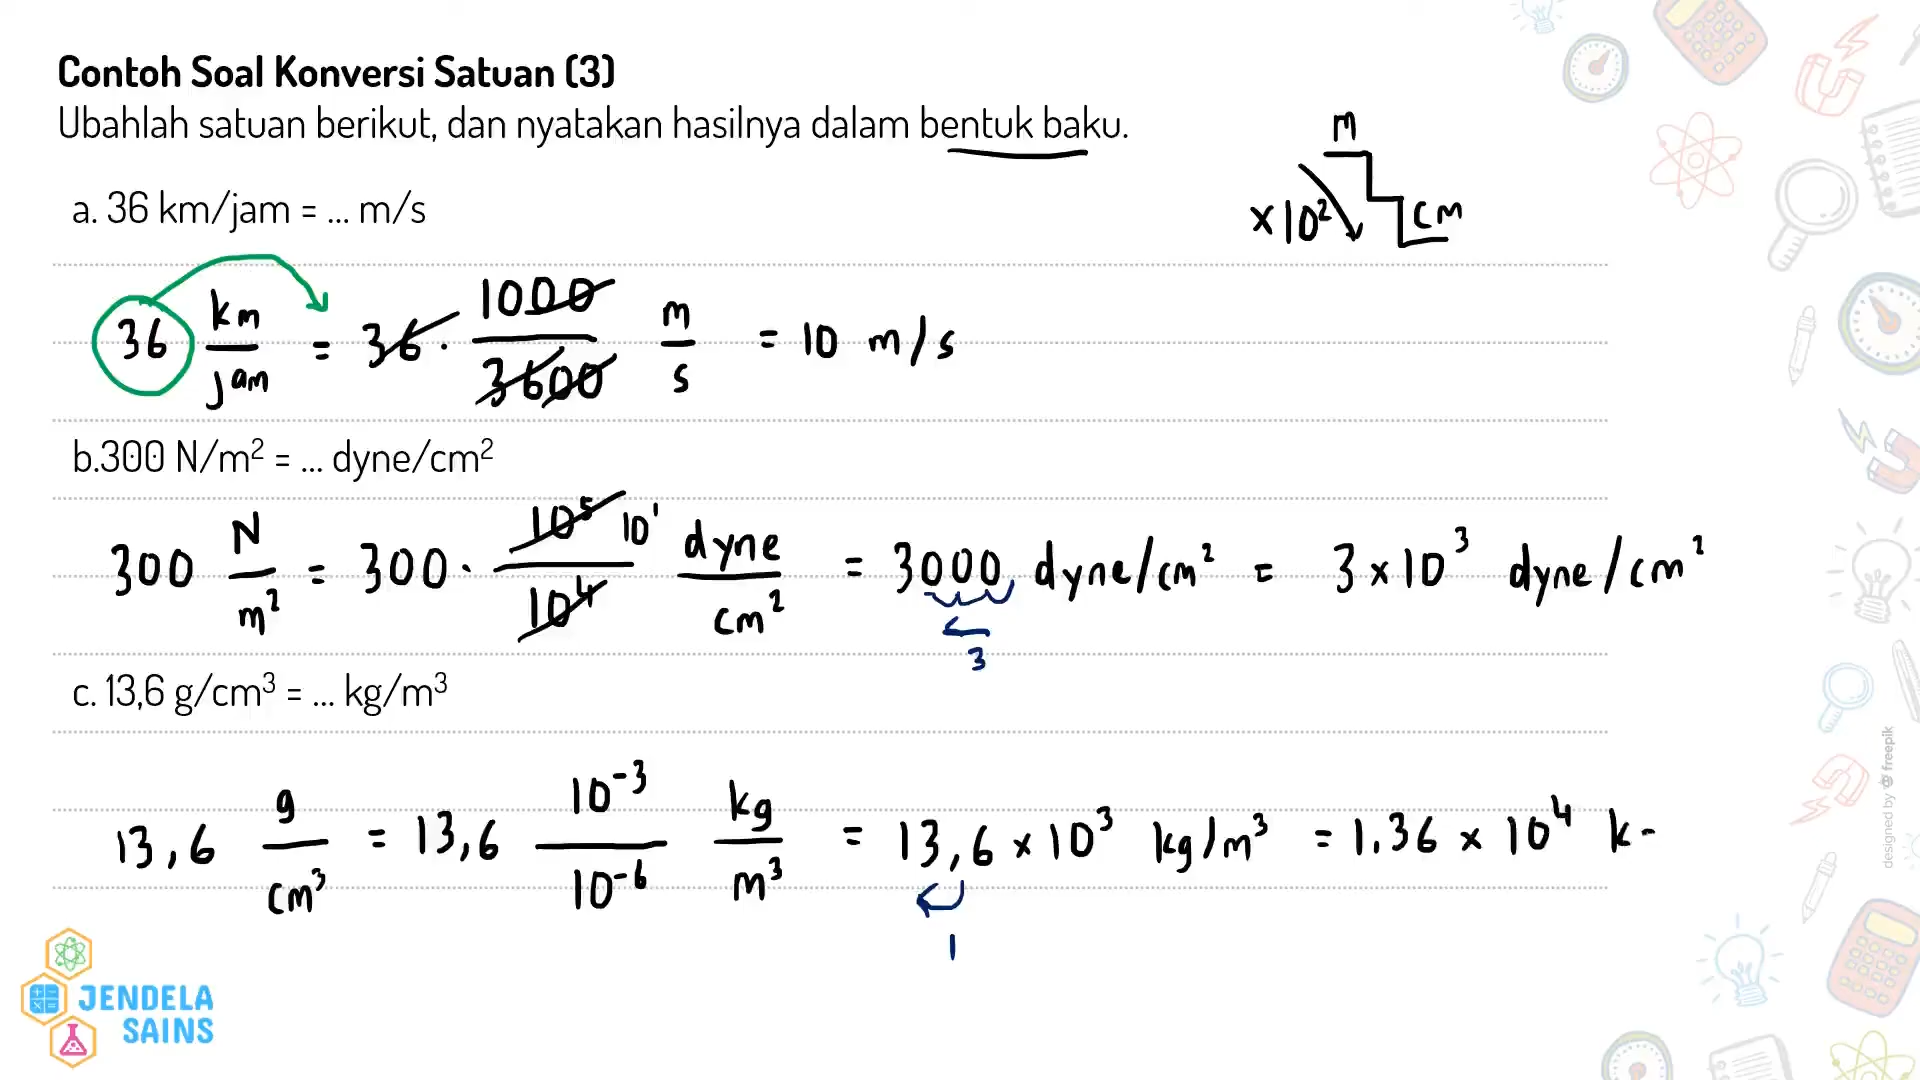 Contoh Soal Konversi Satuan (3)
Ubahlah satuan berikut, dan nyatakan hasilnya dalam bentuk baku.
m
×10² cm
a. 36 km/jam = ... m/s
36 km/jam = 36 · 1000/3600 m/s = 10 m/s
b.300 N/m² = ... dyne/cm²
300 N/m² = 300 · 10⁵/10⁴ 10¹ dyne/cm² = 3000, dyne/cm² = 3 × 10³ dyne/cm²
3
c. 13,6 g/cm³ = ... kg/m³
13,6 g/cm³ = 13,6 10⁻³/10⁻⁶ kg/m³ = 13,6 × 10³ kg/m³ = 1.36 × 10⁴ k-
1
JENDELA
SAINS
designed by freepik